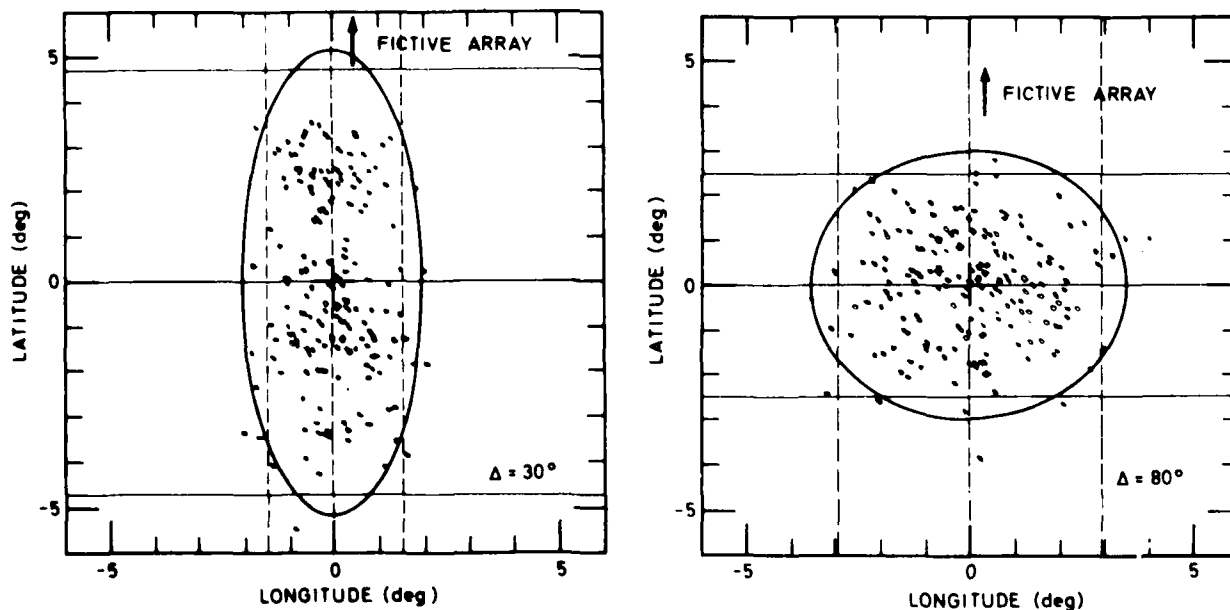 FICTIVE ARRAY
5
0
-5
LATITUDE (deg)
Δ = 30°
-5
0
5
LONGITUDE (deg)
FICTIVE ARRAY
5
0
-5
LATITUDE (deg)
Δ = 80°
-5
0
5
LONGITUDE (deg)